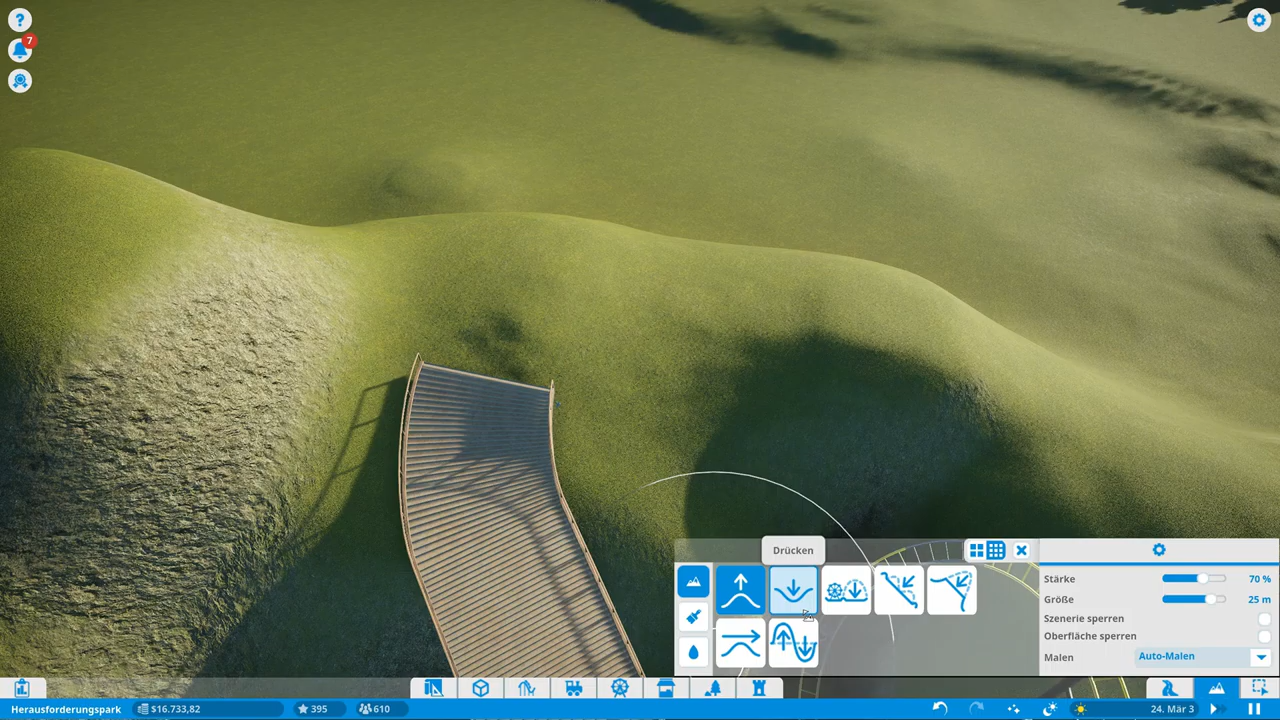 ?
7
Drücken
Stärke
70 %
Größe
25 m
Szenerie sperren
Oberfläche sperren
Malen
Auto-Malen
Herausforderungspark
$16.733,82
395
610
24. Mär 3